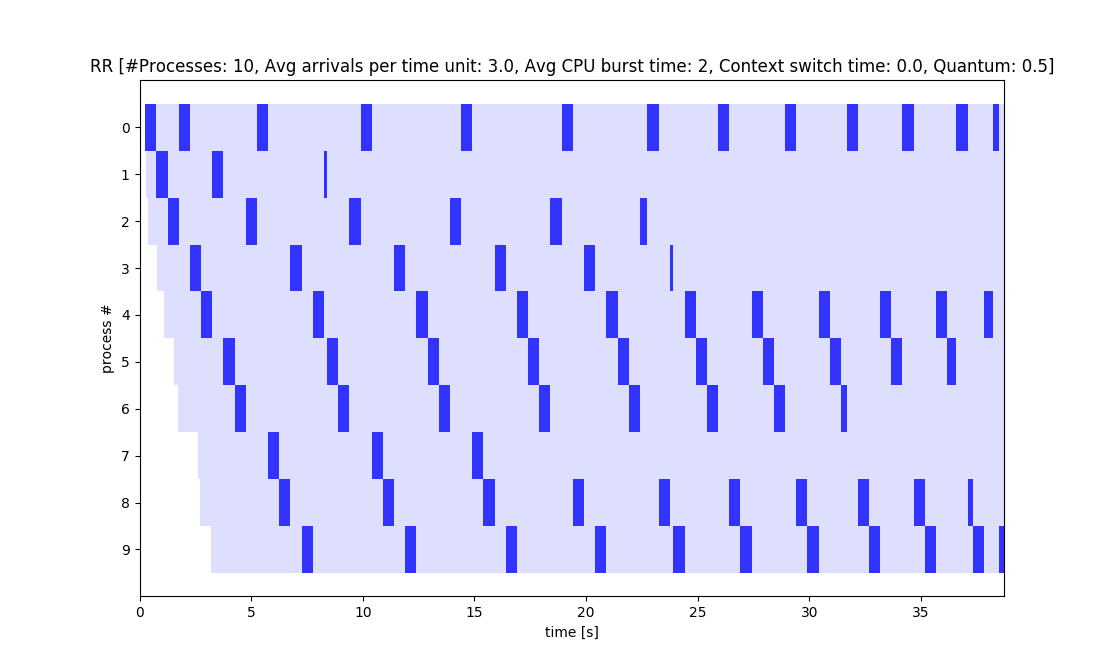 RR [#Processes: 10, Avg arrivals per time unit: 3.0, Avg CPU burst time: 2, Context switch time: 0.0, Quantum: 0.5]
process #
0
1
2
3
4
5
6
7
8
9
0 5 10 15 20 25 30 35
time [s]